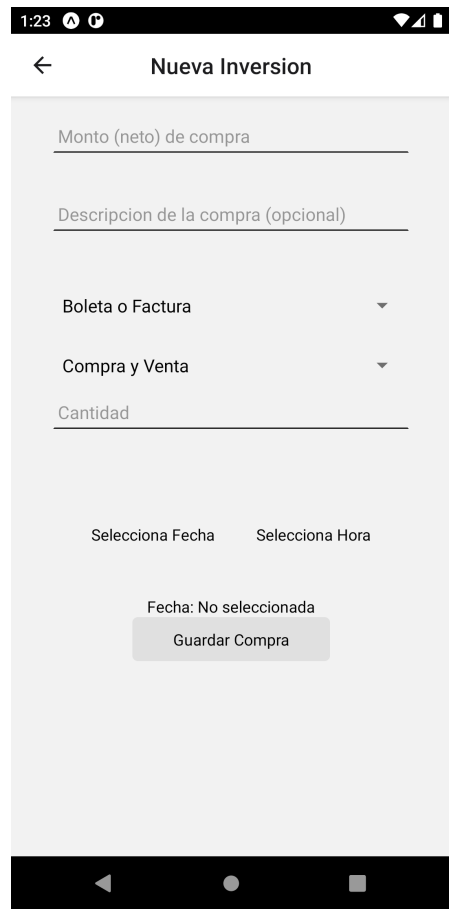 1:23
Nueva Inversion
Monto (neto) de compra
Descripcion de la compra (opcional)
Boleta o Factura
Compra y Venta
Cantidad
Selecciona Fecha Selecciona Hora
Fecha: No seleccionada
Guardar Compra